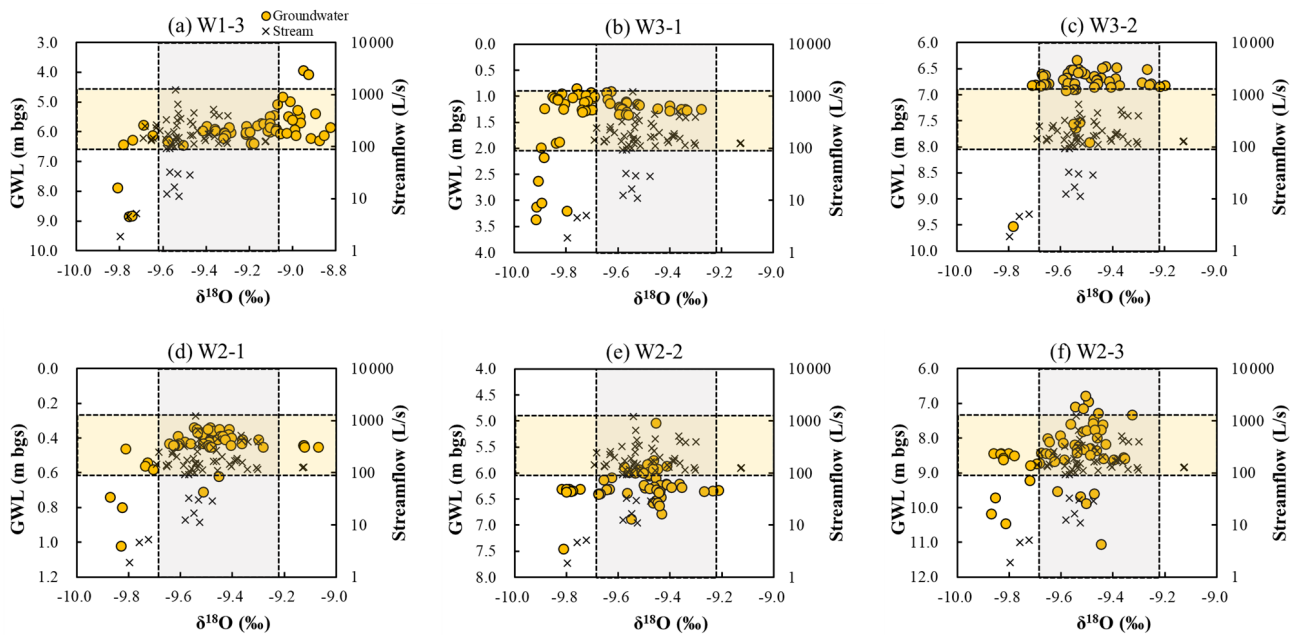 Groundwater
Stream
(a) W1-3
(b) W3-1
(c) W3-2
3.0 4.0 5.0 6.0 7.0 8.0 9.0 10.0
GWL (m bgs)
10000 1000 100 10 1
Streamflow (L/s)
-10.0 -9.8 -9.6 -9.4 -9.2 -9.0 -8.8
δ18O (‰)
0.0 0.5 1.0 1.5 2.0 2.5 3.0 3.5 4.0
GWL (m bgs)
10000 1000 100 10 1
Streamflow (L/s)
-10.0 -9.8 -9.6 -9.4 -9.2 -9.0
δ18O (‰)
6.0 6.5 7.0 7.5 8.0 8.5 9.0 9.5 10.0
GWL (m bgs)
10000 1000 100 10 1
Streamflow (L/s)
-10.0 -9.8 -9.6 -9.4 -9.2 -9.0
δ18O (‰)
(d) W2-1
(e) W2-2
(f) W2-3
0.0 0.2 0.4 0.6 0.8 1.0 1.2
GWL (m bgs)
10000 1000 100 10 1
Streamflow (L/s)
-10.0 -9.8 -9.6 -9.4 -9.2 -9.0
δ18O (‰)
4.0 4.5 5.0 5.5 6.0 6.5 7.0 7.5 8.0
GWL (m bgs)
10000 1000 100 10 1
Streamflow (L/s)
-10.0 -9.8 -9.6 -9.4 -9.2 -9.0
δ18O (‰)
6.0 7.0 8.0 9.0 10.0 11.0 12.0
GWL (m bgs)
10000 1000 100 10 1
Streamflow (L/s)
-10.0 -9.8 -9.6 -9.4 -9.2 -9.0
δ18O (‰)